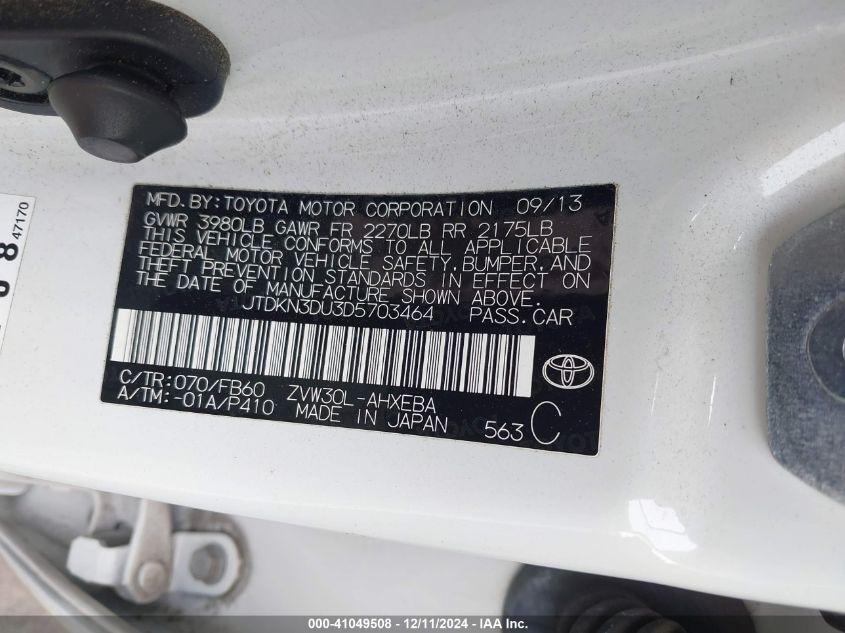 MFD. BY: TOYOTA MOTOR CORPORATION 09/13
GVWR 3980LB GAWR FR 2270LB RR 2175LB
THIS VEHICLE CONFORMS TO ALL APPLICABLE
FEDERAL MOTOR VEHICLE SAFETY, BUMPER, AND
THEFT PREVENTION STANDARDS IN EFFECT ON
THE DATE OF MANUFACTURE SHOWN ABOVE.
JTDKN3DU3D5703464 PASS. CAR
C/TR: 070/FB60 ZVW30L-AHXEBA
A/TM: -01A/P410 MADE IN JAPAN 563 C
47170
000-41049508 - 12/11/2024 - IAA Inc.